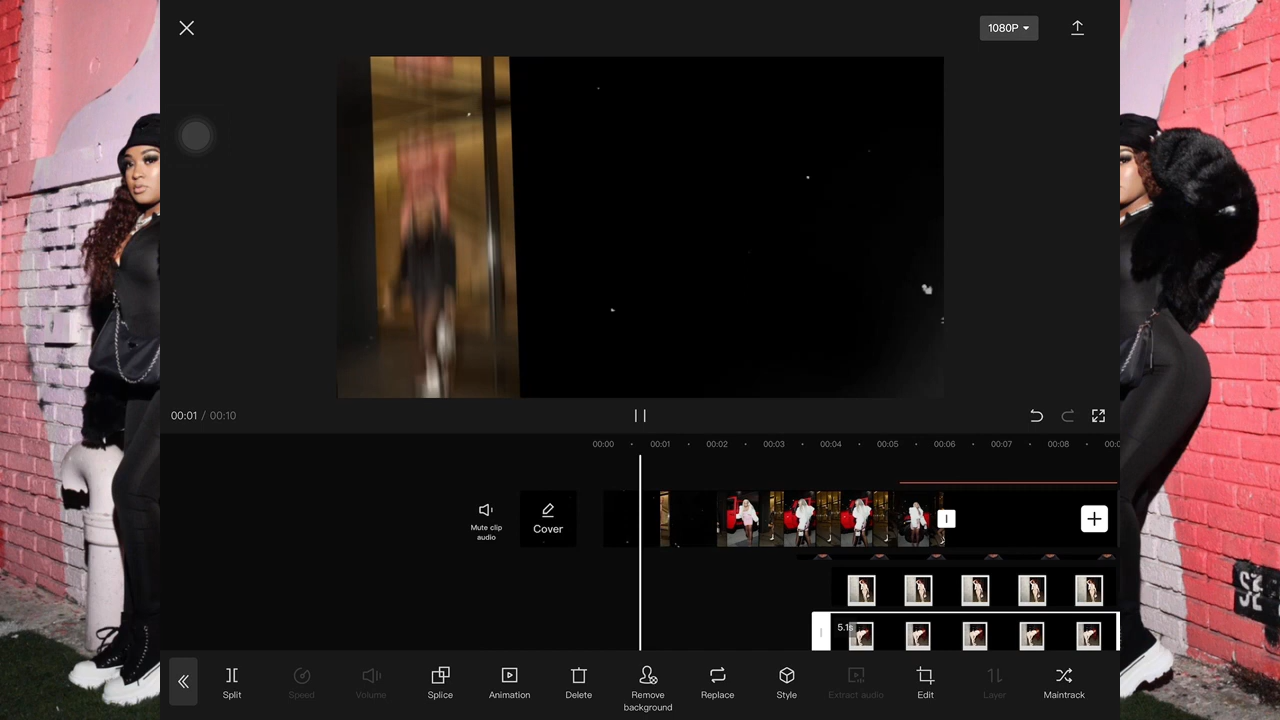 1080P
00:01 / 00:10
00:00 00:01 00:02 00:03 00:04 00:05 00:06 00:07 00:08
Mute clip
audio
Cover
5.1s
Split
Speed
Volume
Splice
Animation
Delete
Remove
background
Replace
Style
Extract audio
Edit
Layer
Maintrack